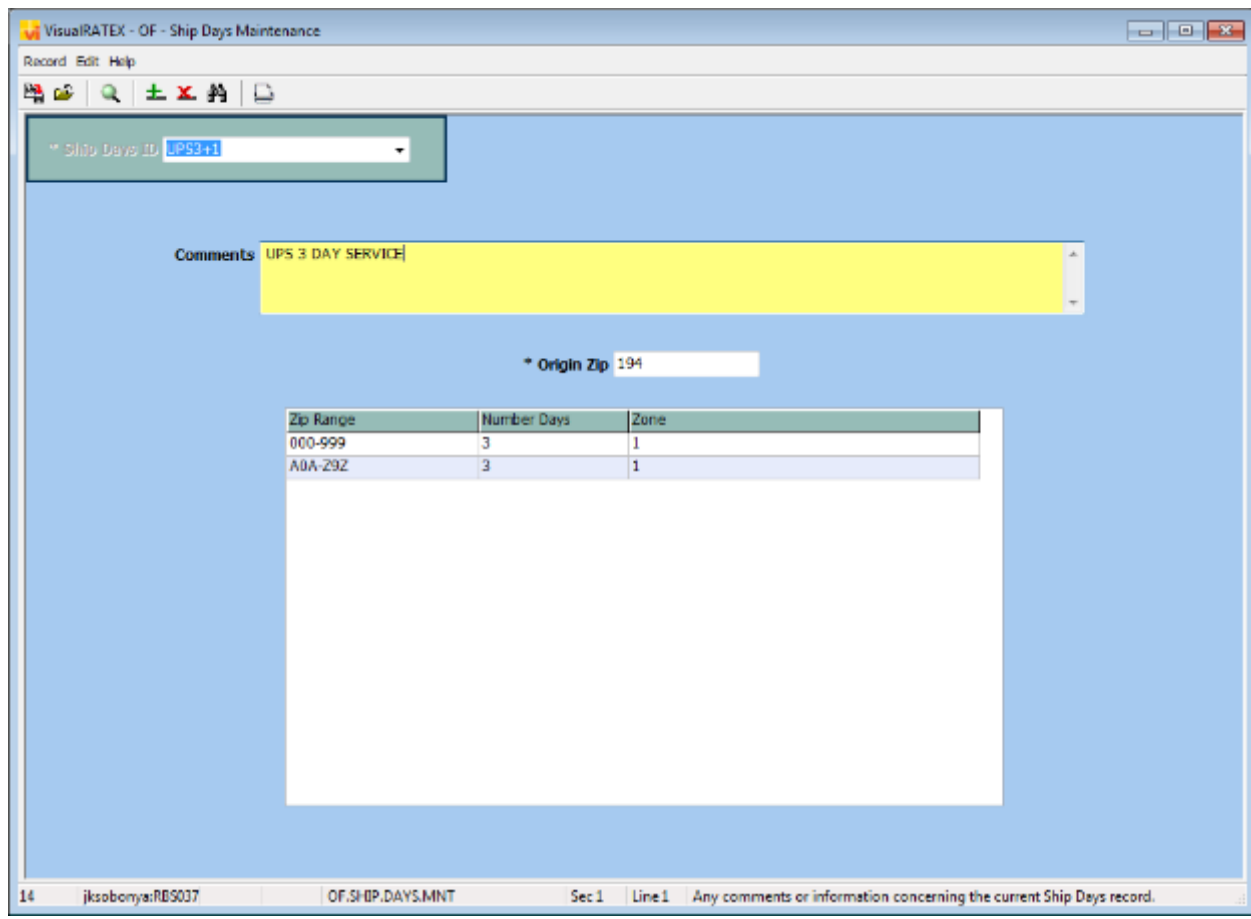 VisualRATEX - OF - Ship Days Maintenance
Record Edit Help
* Ship Days ID UPS3+1
Comments UPS 3 DAY SERVICE
* Origin Zip 194
Zip Range Number Days Zone
000-999 3 1
A0A-Z9Z 3 1
14 jksobonya:RBS037 OF.SHIP.DAYS.MNT Sec 1 Line 1 Any comments or information concerning the current Ship Days record.